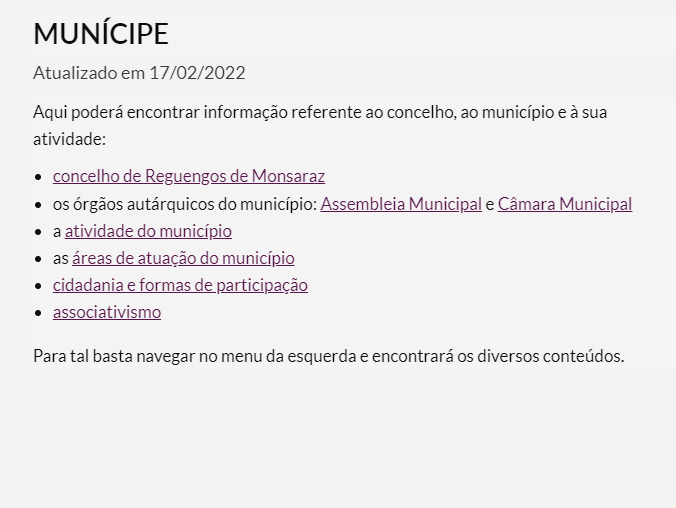 MUNÍCIPE
Atualizado em 17/02/2022
Aqui poderá encontrar informação referente ao concelho, ao município e à sua
atividade:
• concelho de Reguengos de Monsaraz
• os órgãos autárquicos do município: Assembleia Municipal e Câmara Municipal
• a atividade do município
• as áreas de atuação do município
• cidadania e formas de participação
• associativismo
Para tal basta navegar no menu da esquerda e encontrará os diversos conteúdos.